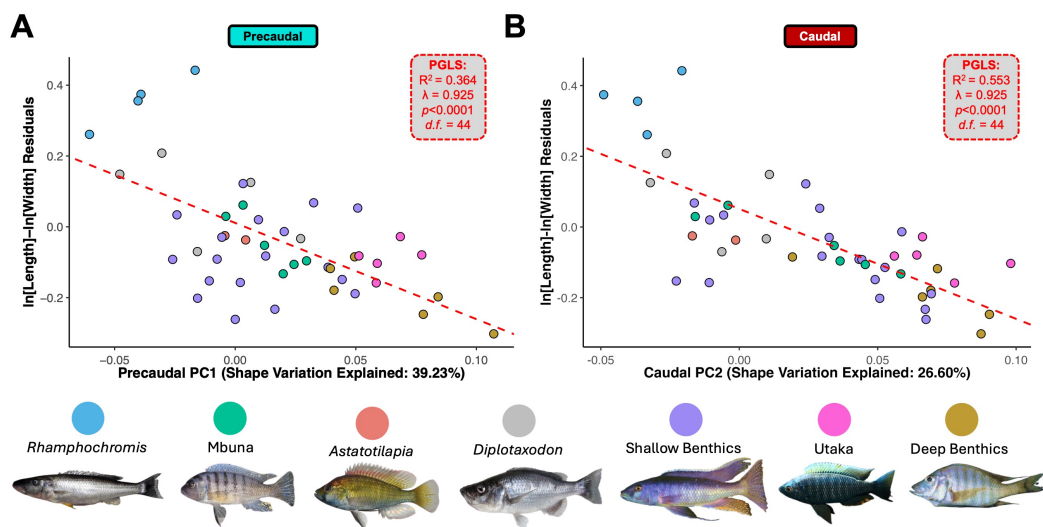 A
Precaudal
ln[Length]–ln[Width] Residuals
0.4
0.2
0.0
−0.2
PGLS:
R² = 0.364
λ = 0.925
p<0.0001
d.f. = 44
−0.05
0.00
0.05
0.10
Precaudal PC1 (Shape Variation Explained: 39.23%)
B
Caudal
ln[Length]-ln[Width] Residuals
0.4
0.2
0.0
−0.2
PGLS:
R² = 0.553
λ = 0.925
p<0.0001
d.f. = 44
-0.05
0.00
0.05
0.10
Caudal PC2 (Shape Variation Explained: 26.60%)
Rhamphochromis
Mbuna
Astatotilapia
Diplotaxodon
Shallow Benthics
Utaka
Deep Benthics